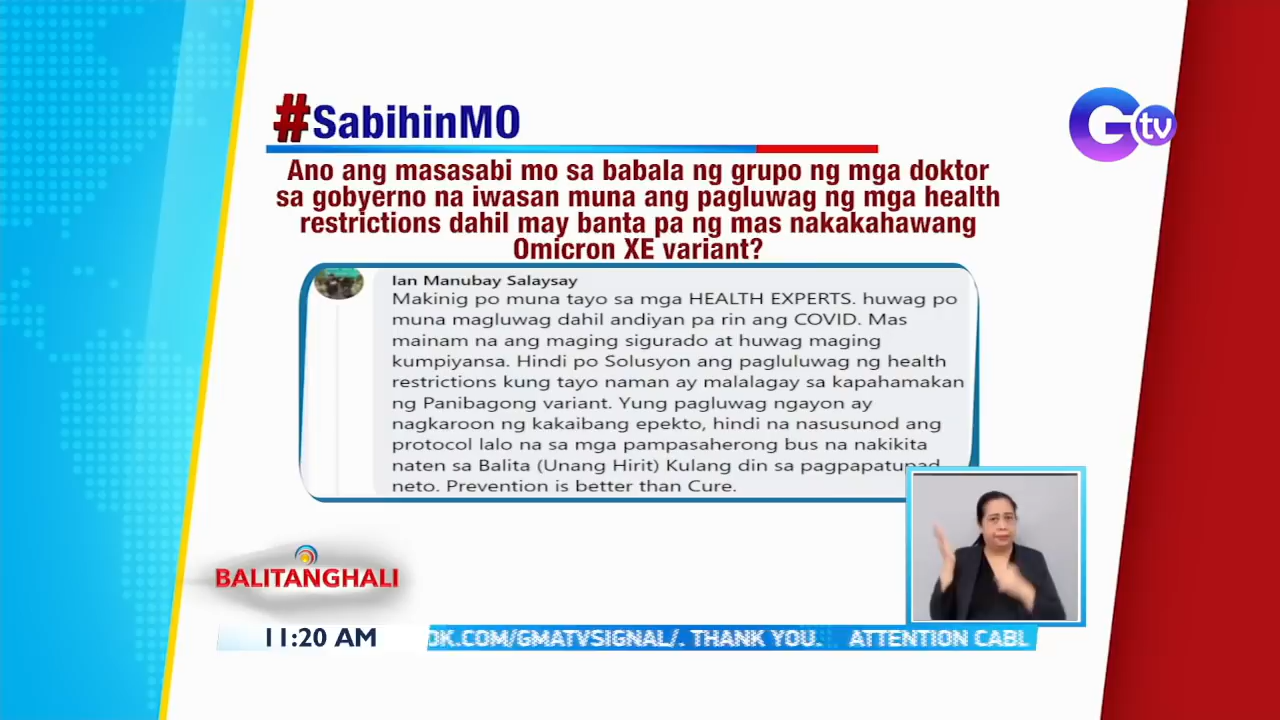 #SabihinMO
Gtv
Ano ang masasabi mo sa babala ng grupo ng mga doktor
sa gobyerno na iwasan muna ang pagluwag ng mga health
restrictions dahil may banta pa ng mas nakakahawang
Omicron XE variant?
Ian Manubay Salaysay
Makinig po muna tayo sa mga HEALTH EXPERTS. huwag po
muna magluwag dahil andiyan pa rin ang COVID. Mas
mainam na ang maging sigurado at huwag maging
kumpiyansa. Hindi po Solusyon ang pagluluwag ng health
restrictions kung tayo naman ay malalagay sa kapahamakan
ng Panibagong variant. Yung pagluwag ngayon ay
nagkaroon ng kakaibang epekto, hindi na nasusunod ang
protocol lalo na sa mga pampasaherong bus na nakikita
naten sa Balita (Unang Hirit) Kulang din sa pagpapatupad
neto. Prevention is better than Cure.
BALITANGHALI
11:20 AM
OK.COM/GMATVSIGNAL/. THANK YOU. ATTENTION CABL